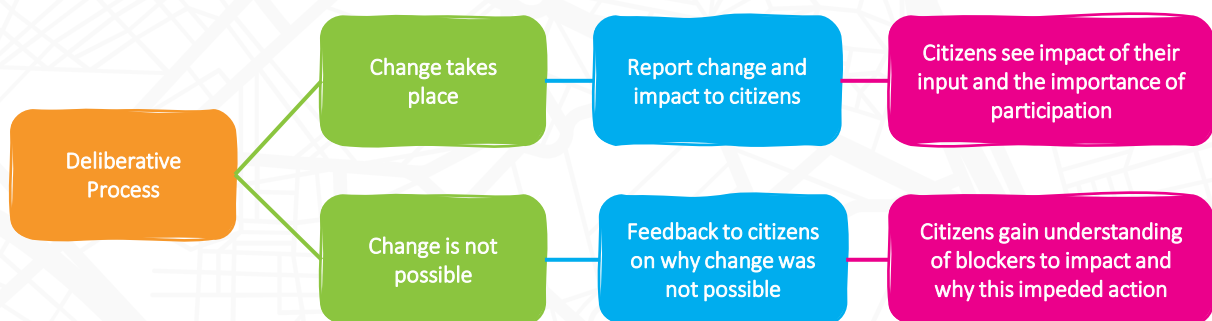 Deliberative
Process
Change takes
place
Report change and
impact to citizens
Citizens see impact of their
input and the importance of
participation
Change is not
possible
Feedback to citizens
on why change was
not possible
Citizens gain understanding
of blockers to impact and
why this impeded action